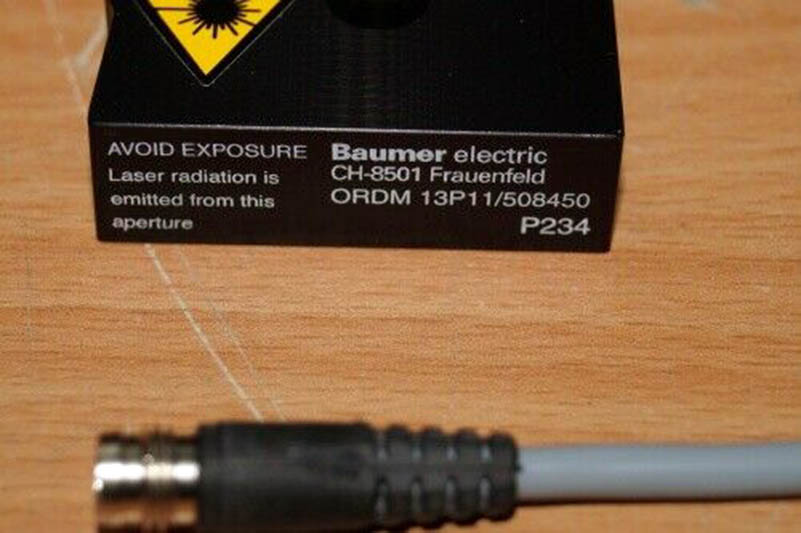 AVOID EXPOSURE
Laser radiation is
emitted from this
aperture
Baumer electric
CH-8501 Frauenfeld
ORDM 13P11/508450
P234